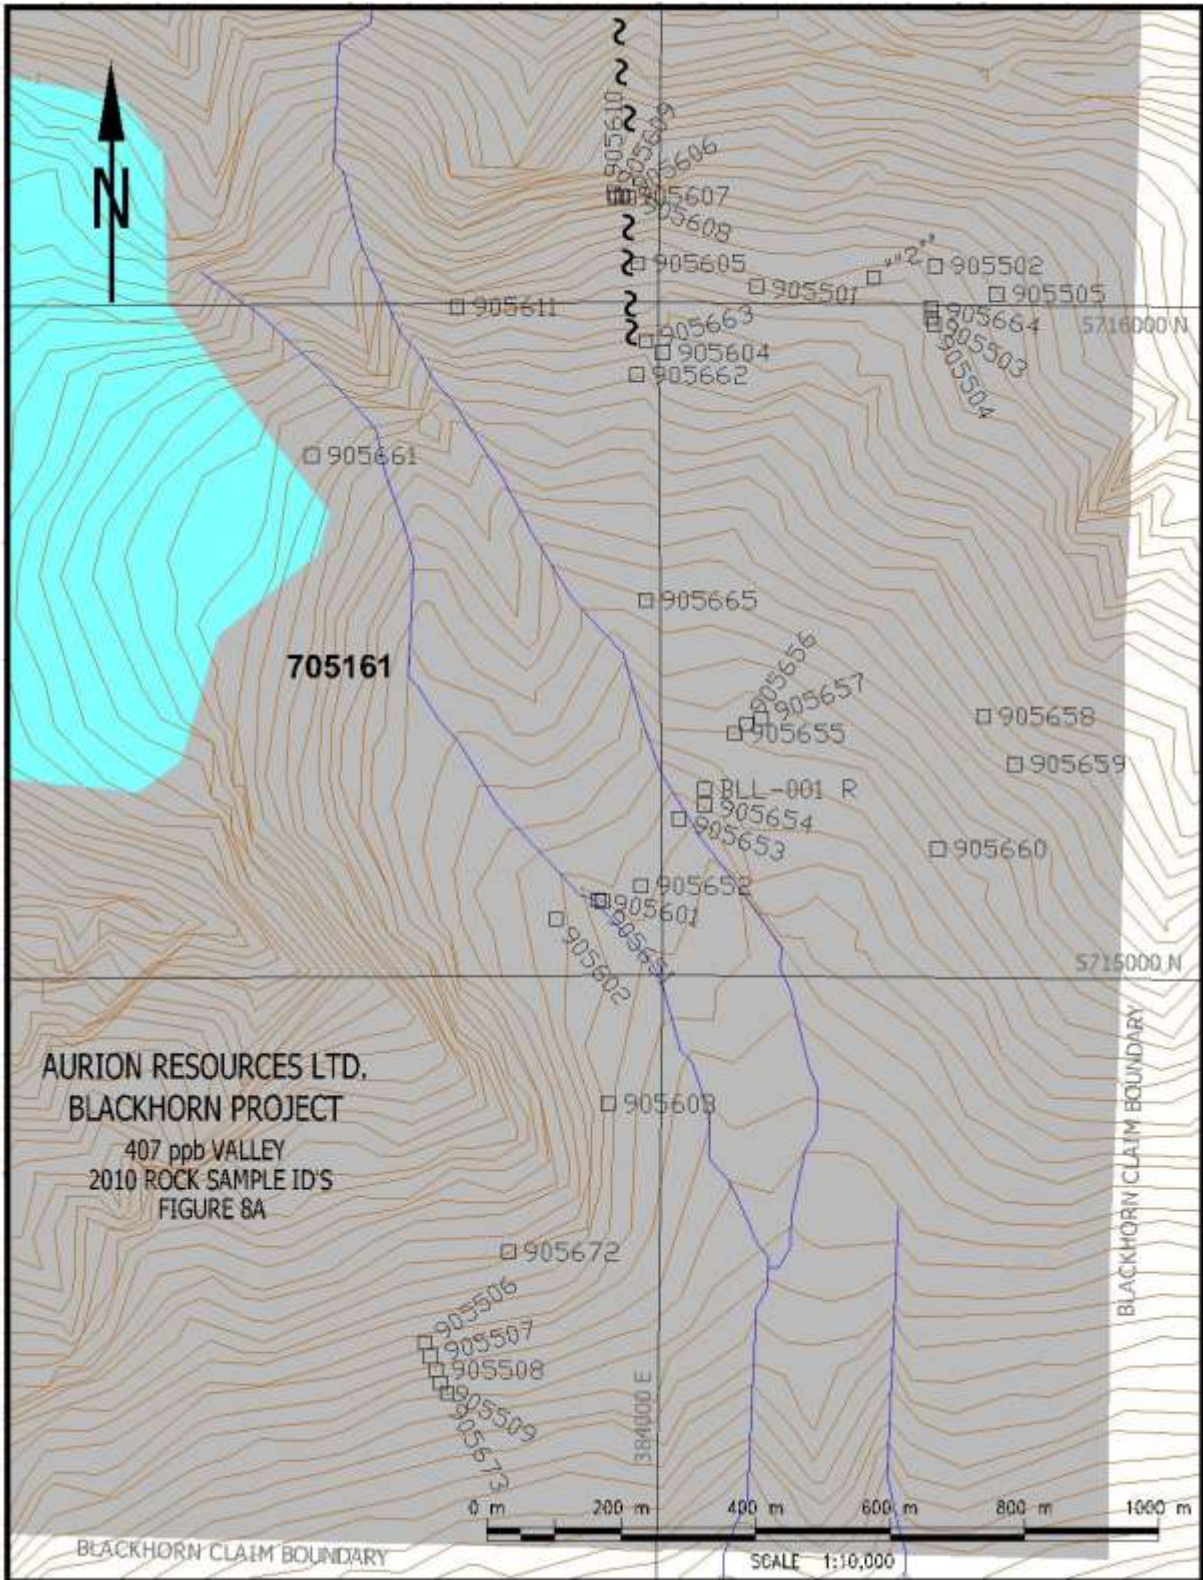 905610
905609
905606
905607
905608
N
905605
""2""
905502
905501
905505
905611
905664
5716000 N
905663
905503
905604
905504
905662
905661
905665
905656
705161
905657
905658
905655
905659
BLL-001 R
905654
905653
905660
905652
905601
905651
905602
5715000 N
AURION RESOURCES LTD.
BLACKHORN PROJECT
407 ppb VALLEY
2010 ROCK SAMPLE ID'S
FIGURE 8A
905603
BLACKHORN CLAIM BOUNDARY
905672
905506
905507
905508
905509
905673
384000 E
0 m 200 m 400 m 600 m 800 m 1000 m
SCALE 1:10,000
BLACKHORN CLAIM BOUNDARY